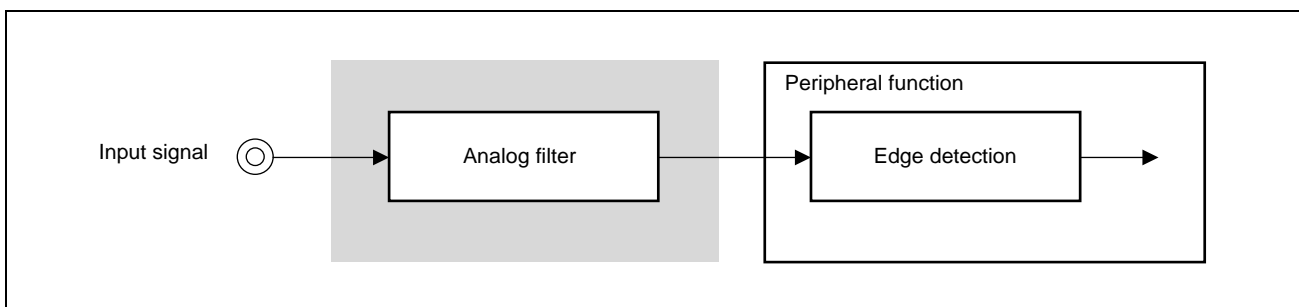 Peripheral function
Input signal
Analog filter
Edge detection